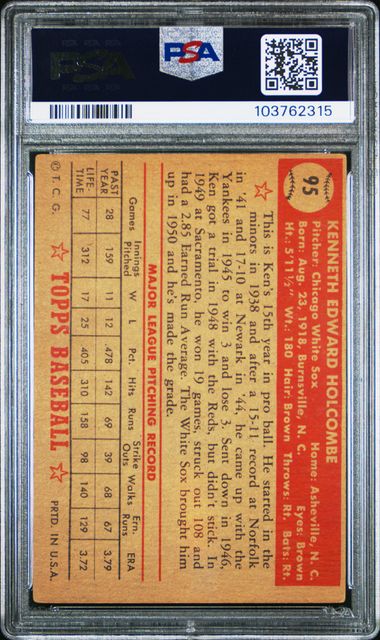 PSA
PSA
103762315
95
KENNETH EDWARD HOLCOMBE
Pitcher: Chicago White Sox Home: Asheville, N. C.
Born: Aug. 23, 1918, Burnsville, N. C. Eyes: Brown
Ht.: 5'11½" Wt.: 180 Hair: Brown Throws: Rt. Bats: Rt.
This is Ken's 15th year in pro ball. He started in the
minors in 1938 and after a 15-11 record at Norfolk
in '41 and 17-10 at Newark in '44, he came up with the
Yankees in 1945 to win 3 and lose 3. Sent down in 1946,
Ken got a trial in 1948 with the Reds, but didn't stick. In
1949 at Sacramento, he won 19 games, struck out 108 and
had a 2.85 Earned Run Average. The White Sox brought him
up in 1950 and he's made the grade.
MAJOR LEAGUE PITCHING RECORD
Games Innings Pitched W L Pct. Hits Runs Strike Outs Walks Ern. Runs ERA
PAST YEAR 28 159 11 12 .478 142 69 39 68 67 3.79
LIFE-TIME 77 312 17 25 .405 310 158 98 140 129 3.72
© T. C. G. TOPPS BASEBALL PRTD. IN U.S.A.